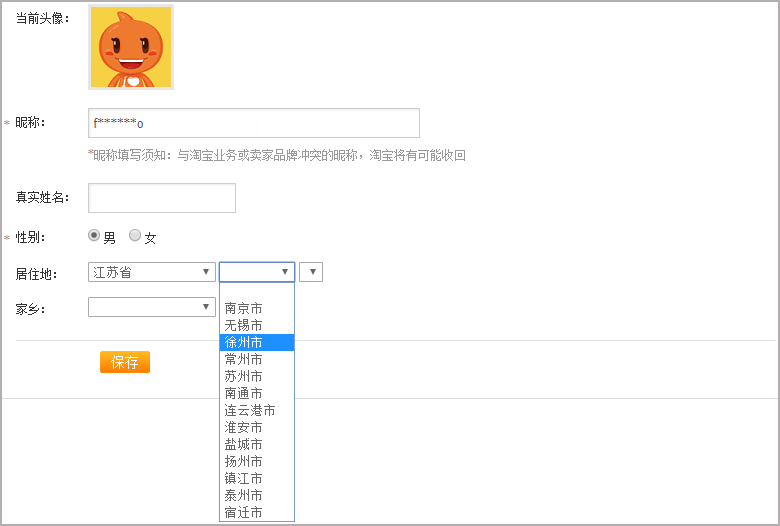 当前头像：
* 昵称： f******o
*昵称填写须知：与淘宝业务或卖家品牌冲突的昵称，淘宝将有可能收回
真实姓名：
* 性别： 男 女
居住地： 江苏省
家乡：
南京市
无锡市
徐州市
常州市
苏州市
南通市
连云港市
淮安市
盐城市
扬州市
镇江市
泰州市
宿迁市
保存